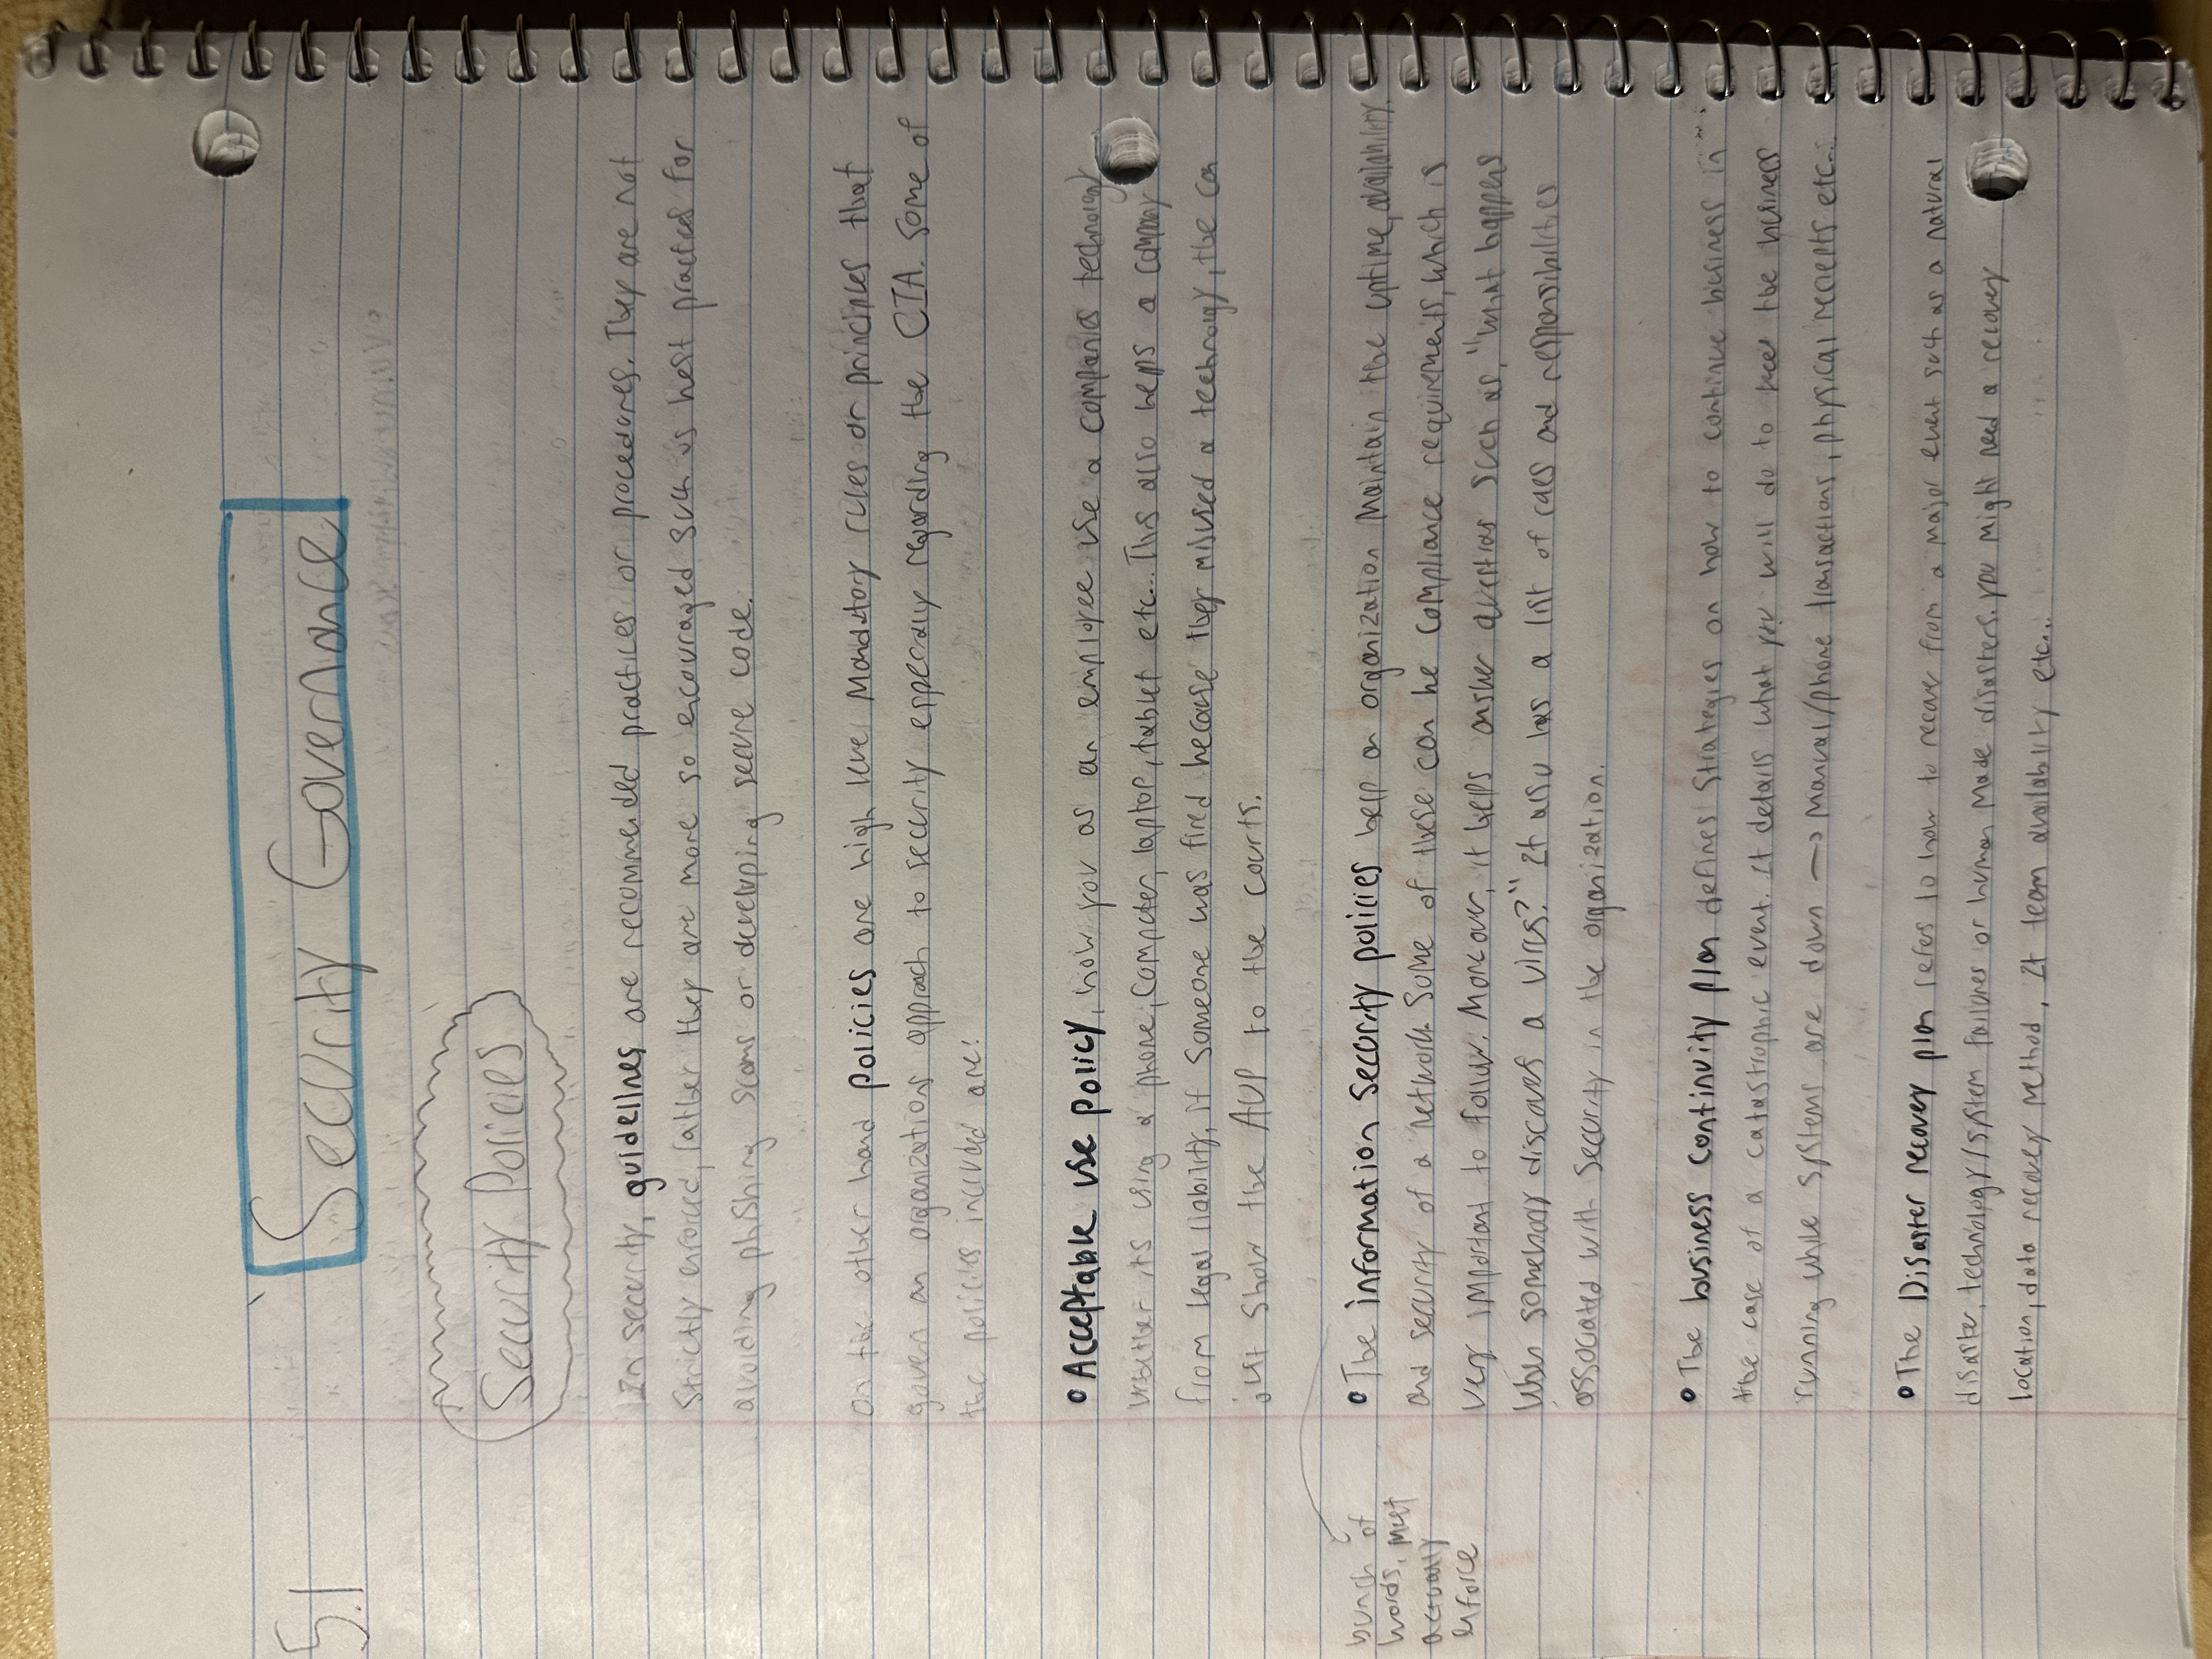 5.1
Security Governance
Security Policies
In security, guidelines are recommended practices or procedures. They are not
strictly enforced, rather they are more so encouraged such as best practices for
avoiding phishing scams or developing secure code.
On the other hand policies are high level mandatory rules or principles that
govern an organizations approach to security especially regarding the CIA. Some of
the policies included are:
• Acceptable use policy, how you as an employee use a companies technology
whether its using a phone, computer, laptop, tablet etc... This also helps a company
from legal liability, if someone was fired because they misused a technology, the can
just show the AUP to the courts.
bunch of
words, must
actually
enforce
• The information security policies help an organization maintain the uptime, availability,
and security of a network. Some of these can be compliance requirements, which is
very important to follow. Moreover, it helps answer questions such as, "what happens
when somebody discovers a virus?" It also has a list of roles and responsibilities
associated with security in the organization.
• The business continuity plan defines strategies on how to continue business in
the case of a catastrophic event. It details what you will do to keep the business
running while systems are down → Manual/phone transactions, physical reciepts etc...
• The Disaster recovery plan refers to how to recover from a major event such as a natural
disaster, technology/system failures or human made disasters. you might need a recovery
location, data recovery method, It team availability etc...